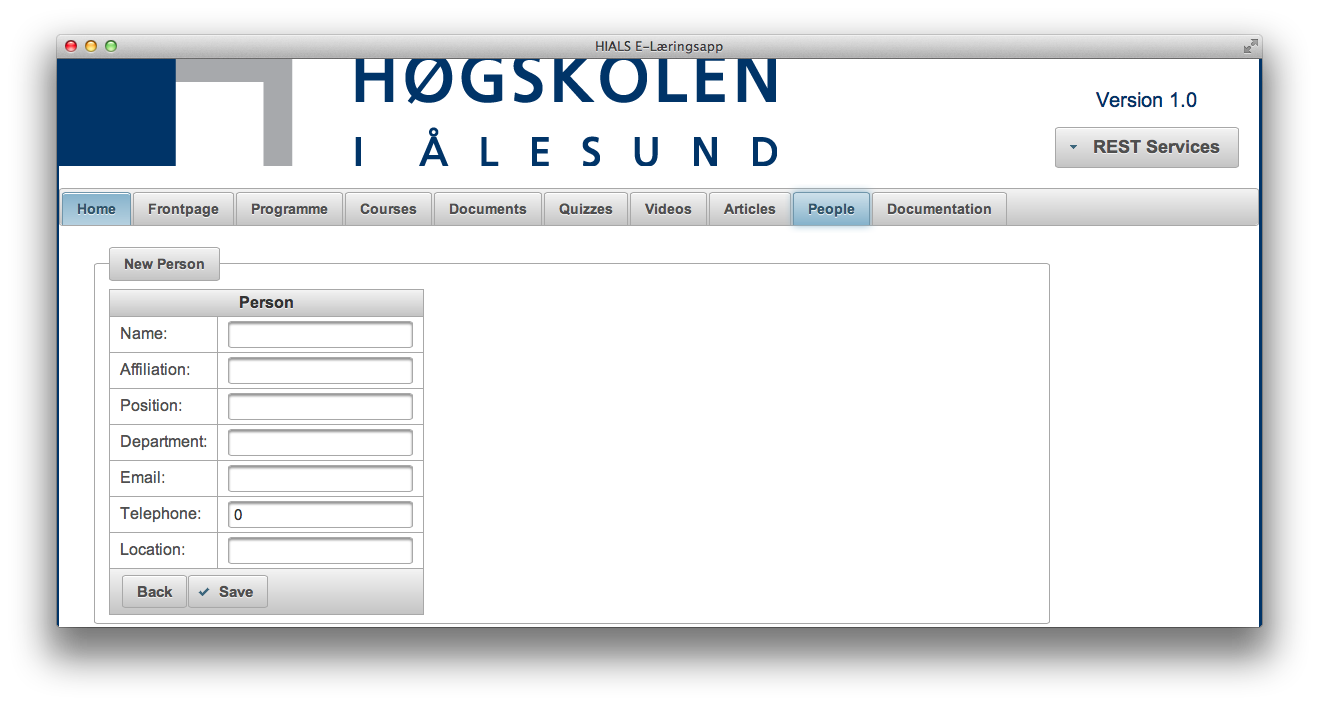 HIALS E-Læringsapp
HØGSKOLEN
I ÅLESUND
Version 1.0
REST Services
Home Frontpage Programme Courses Documents Quizzes Videos Articles People Documentation
New Person
Person
Name:
Affiliation:
Position:
Department:
Email:
Telephone: 0
Location:
Back Save